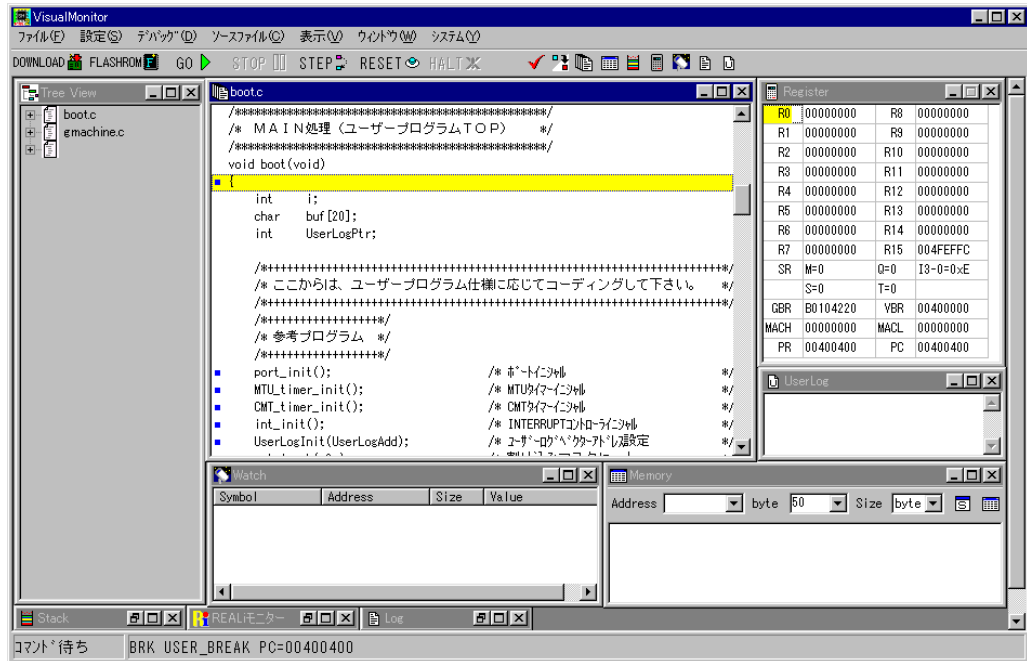 VisualMonitor
ファイル(F) 設定(S) デバッグ(D) ソースファイル(C) 表示(V) ウィンドウ(W) システム(Y)
DOWNLOAD FLASHROM GO STOP STEP RESET HALT
Tree View
boot.c
gmachine.c
boot.c
/**************************************************/
/* MAIN処理(ユーザープログラムTOP) */
/**************************************************/
void boot(void)
{
int i;
char buf[20];
int UserLogPtr;
/*++++++++++++++++++++++++++++++++++++++++++++++++++++++++++++++++++++++*/
/* ここからは、ユーザープログラム仕様に応じてコーディングして下さい。 */
/*++++++++++++++++++++++++++++++++++++++++++++++++++++++++++++++++++++++*/
/*+++++++++++++++++*/
/* 参考プログラム */
/*+++++++++++++++++*/
port_init(); /* ポートイニシャル */
MTU_timer_init(); /* MTUタイマーイニシャル */
CMT_timer_init(); /* CMTタイマーイニシャル */
int_init(); /* INTERRUPTコントローライニシャル */
UserLogInit(UserLogAdd); /* ユーザーログベクターアドレス設定 */
Register
R0 00000000 R8 00000000
R1 00000000 R9 00000000
R2 00000000 R10 00000000
R3 00000000 R11 00000000
R4 00000000 R12 00000000
R5 00000000 R13 00000000
R6 00000000 R14 00000000
R7 00000000 R15 004FEFFC
SR M=0 Q=0 I3-0=0xE
S=0 T=0
GBR B0104220 VBR 00400000
MACH 00000000 MACL 00000000
PR 00400400 PC 00400400
UserLog
Watch
Symbol Address Size Value
Memory
Address byte 50 Size byte
Stack
REALiモニター
Log
コマンド待ち BRK USER_BREAK PC=00400400